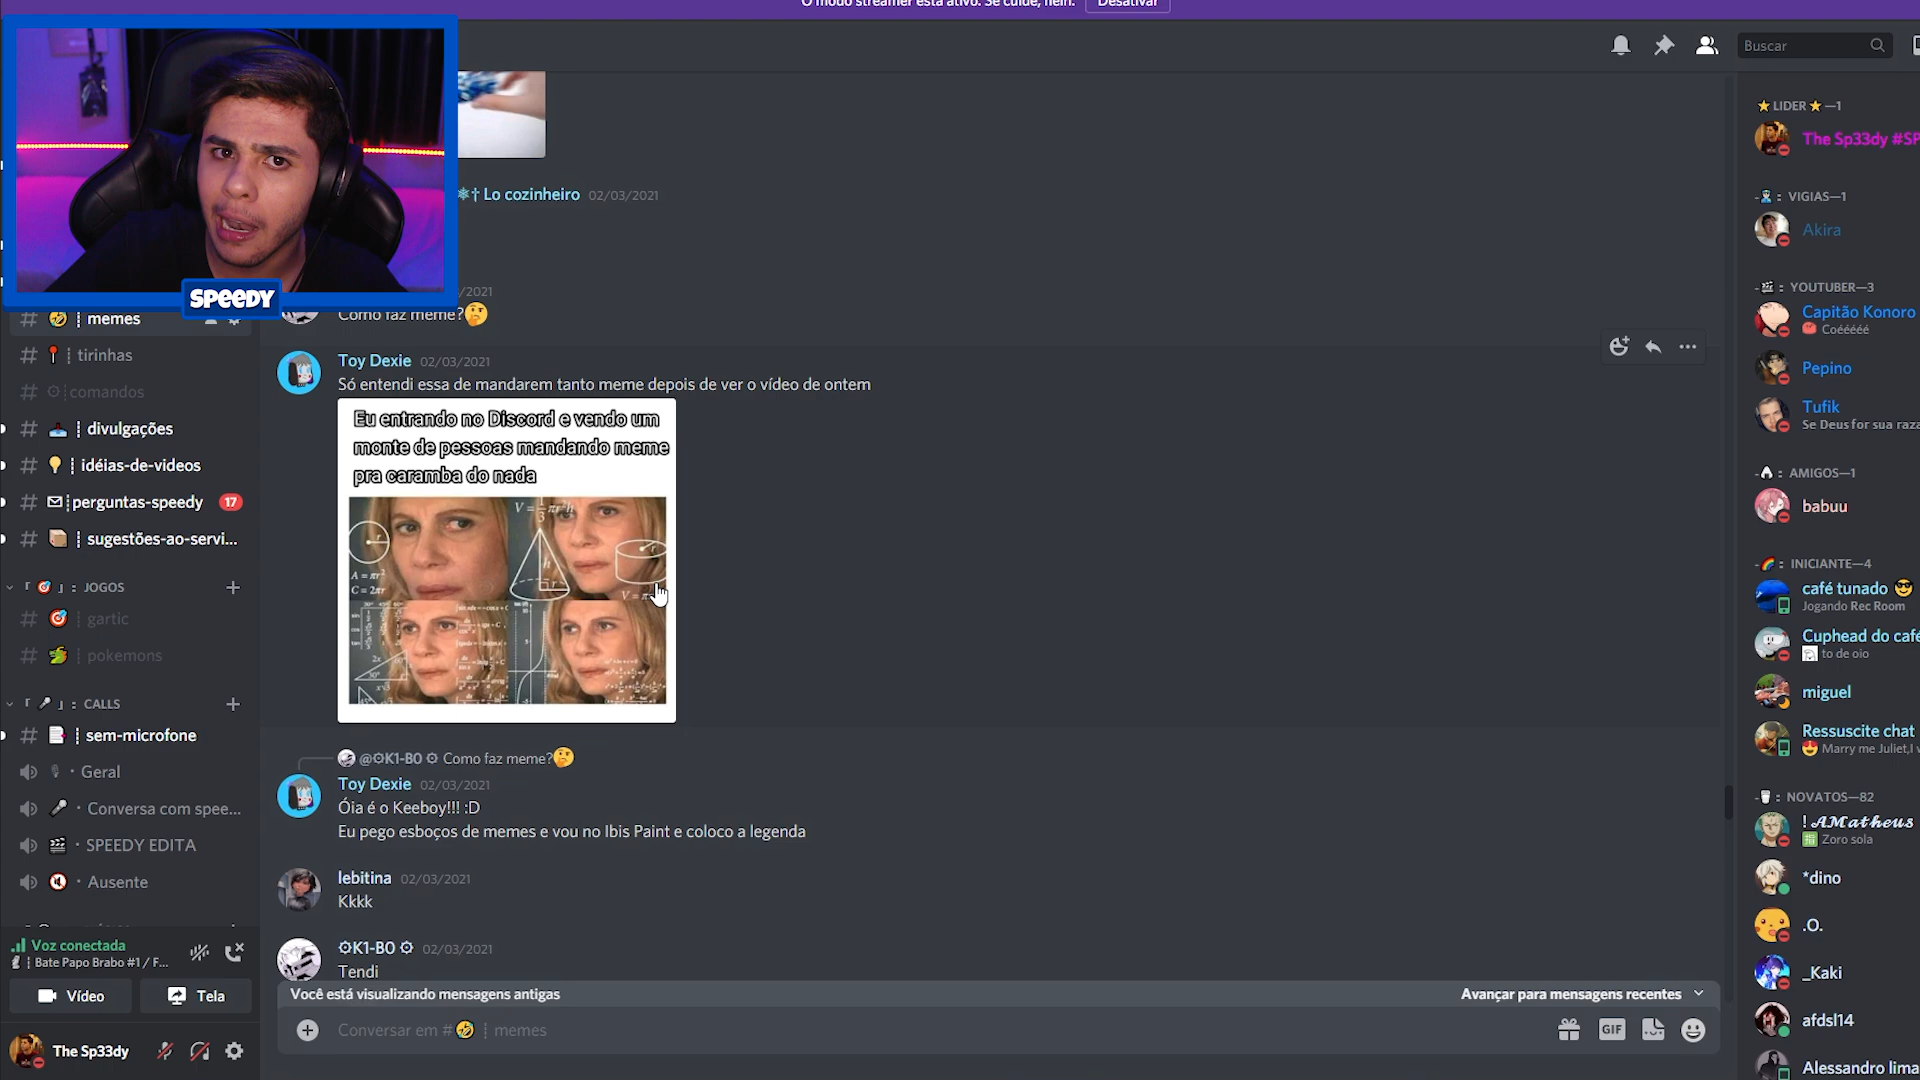 O modo streamer está ativo. Se cuide, hein.
Desativar
SPEEDY
Buscar
# 🤣┆memes
# 📍┆tirinhas
# ⚙┆comandos
# ┆divulgações
# 💡┆idéias-de-videos
# ✉┆perguntas-speedy 17
# 📦┆sugestões-ao-servi...
「🎯」: JOGOS
# 🎯┆gartic
# 🐲┆pokemons
「🎤」: CALLS
# ┆sem-microfone
🎙・Geral
🎤・Conversa com spee...
🎬・SPEEDY EDITA
🔇・Ausente
Voz conectada
┆Bate Papo Brabo #1 / F...
Vídeo
Tela
The Sp33dy
❄† Lo cozinheiro 02/03/2021
/2021
Como faz meme?🤔
Toy Dexie 02/03/2021
Só entendi essa de mandarem tanto meme depois de ver o vídeo de ontem
Eu entrando no Discord e vendo um
monte de pessoas mandando meme
pra caramba do nada
A = πr²
C = 2πr
@⚙K1-B0 ⚙ Como faz meme?🤔
Toy Dexie 02/03/2021
Óia é o Keeboy!!! :D
Eu pego esboços de memes e vou no Ibis Paint e coloco a legenda
lebitina 02/03/2021
Kkkk
⚙K1-B0 ⚙ 02/03/2021
Tendi
Você está visualizando mensagens antigas
Avançar para mensagens recentes
Conversar em #🤣┆memes
GIF
⭐LIDER⭐—1
The Sp33dy #SP
: VIGIAS—1
Akira
-🎬: YOUTUBER—3
Capitão Konoro
Coééééé
Pepino
Tufik
Se Deus for sua raza
-🍙: AMIGOS—1
babuu
-🌈: INICIANTE—4
café tunado 😎
Jogando Rec Room
Cuphead do café
to de oio
miguel
Ressuscite chat
😍 Marry me Juliet,I
-🥛: NOVATOS—82
! 𝓐𝓜𝓪𝓽𝓱𝓮𝓾𝓼
Zoro sola
*dino
.O.
_Kaki
afdsl14
Alessandro lima